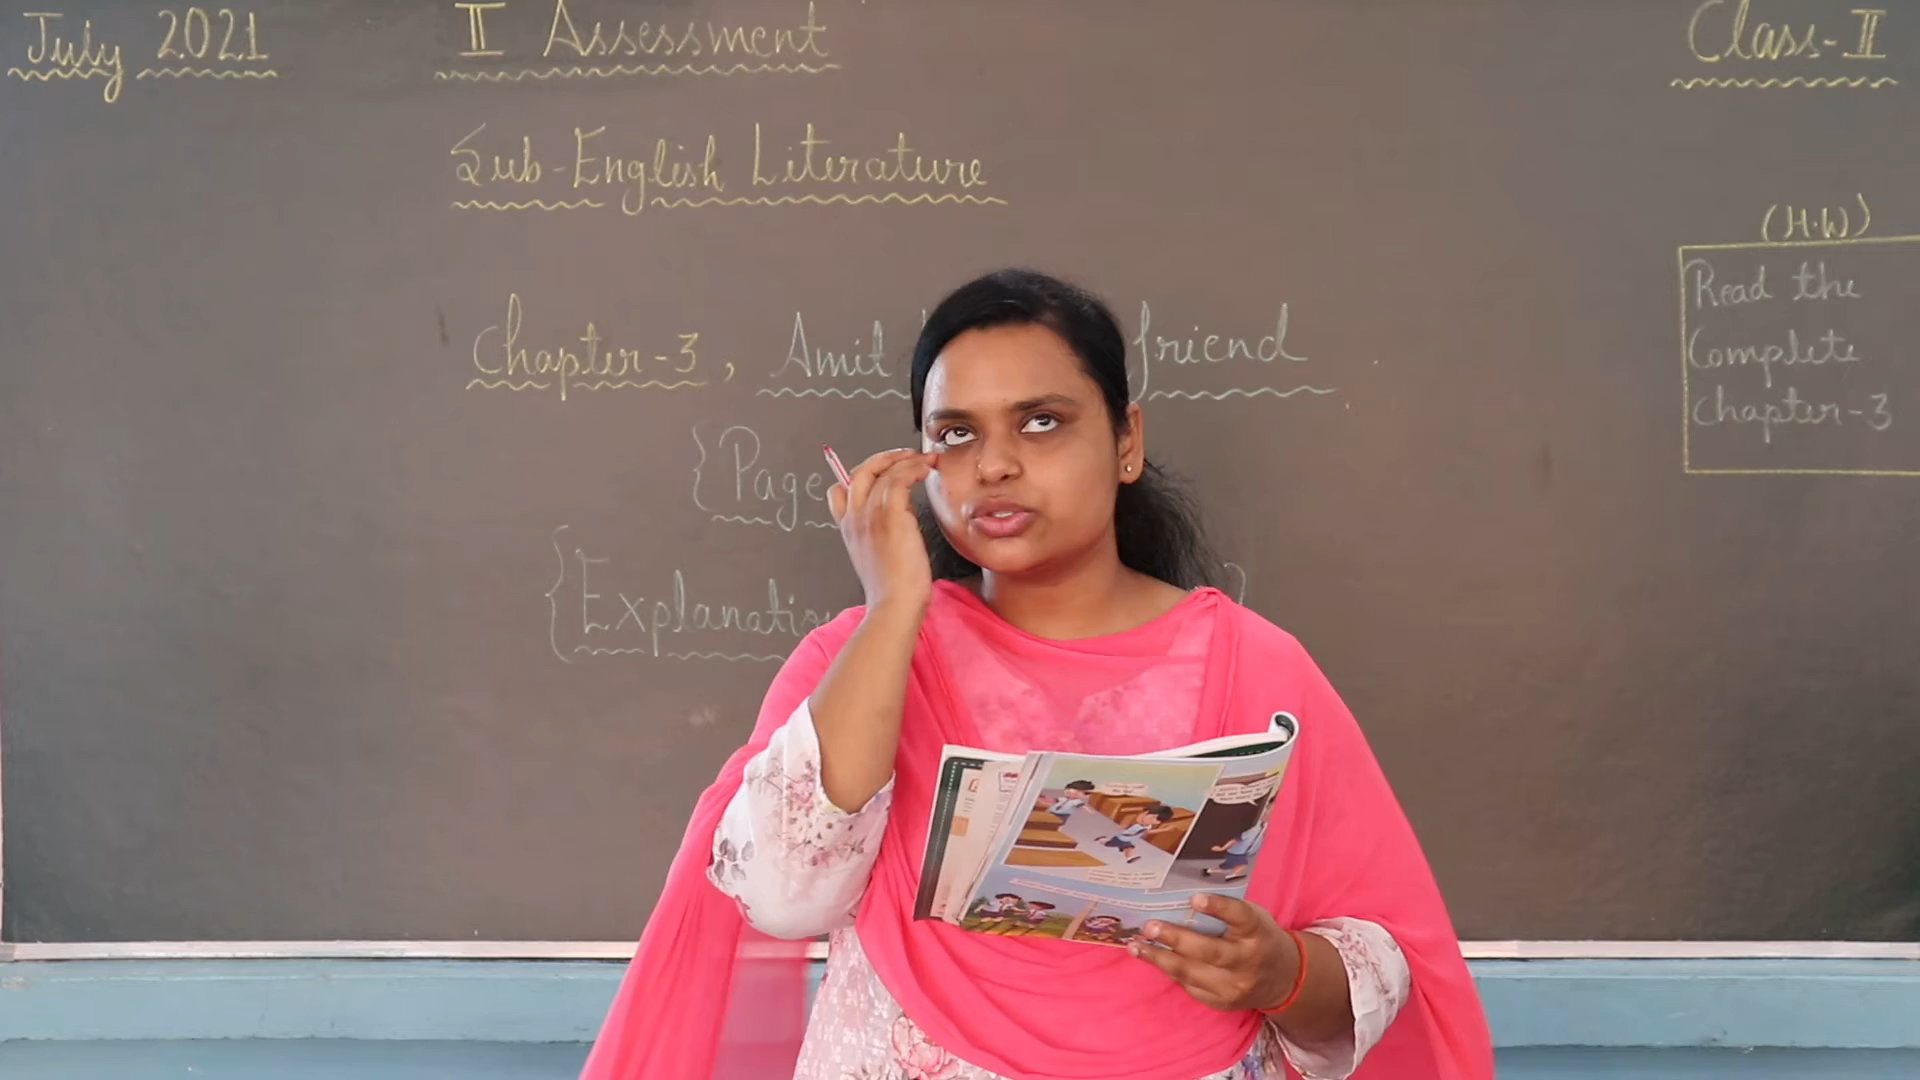 July 2021 II Assessment Class-II
Sub-English Literature
(H.W)
Read the
Complete
chapter-3
Chapter-3, Amit friend
{Page
{Explanation }